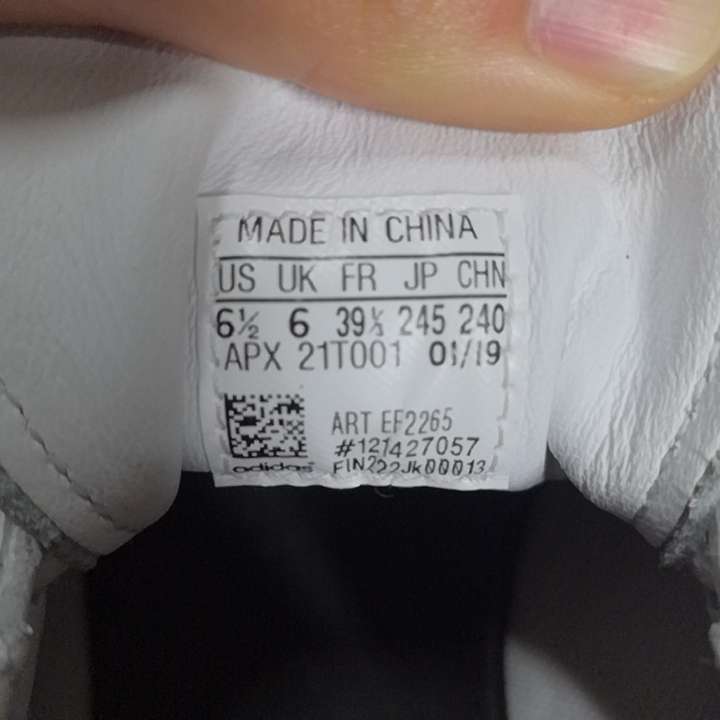 MADE IN CHINA
US UK FR JP CHN
6½ 6 39⅓ 245 240
APX 21T001 01/19
ART EF2265
#121427057
adidas FIN222JK00013